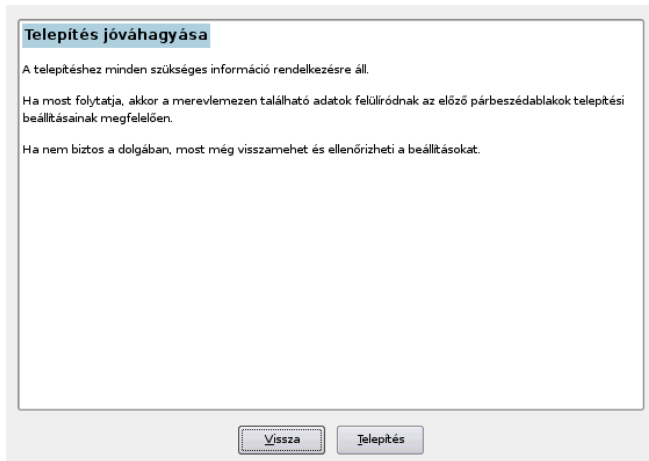 Telepítés jóváhagyása
A telepítéshez minden szükséges információ rendelkezésre áll.
Ha most folytatja, akkor a merevlemezen található adatok felülíródnak az előző párbeszédablakok telepítési
beállításainak megfelelően.
Ha nem biztos a dolgában, most még visszamehet és ellenőrizheti a beállításokat.
Vissza
Telepítés